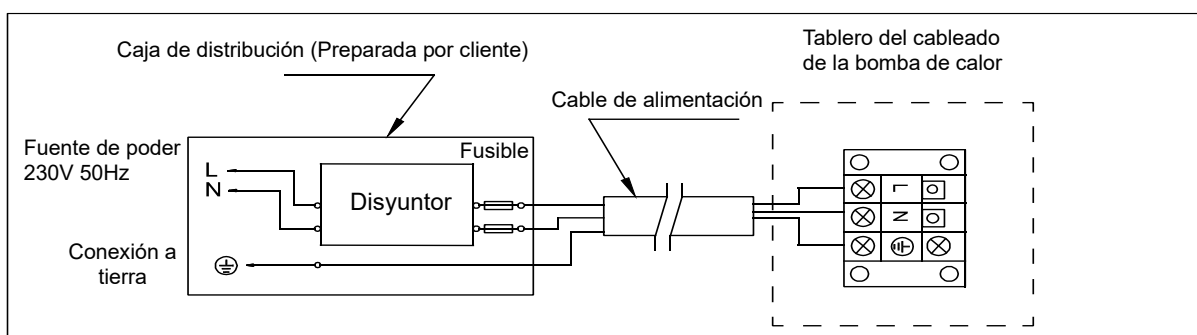 Caja de distribución (Preparada por cliente)
Tablero del cableado
de la bomba de calor
Cable de alimentación
Fuente de poder
230V 50Hz
Fusible
L
N
Disyuntor
Conexión a
tierra
L
N